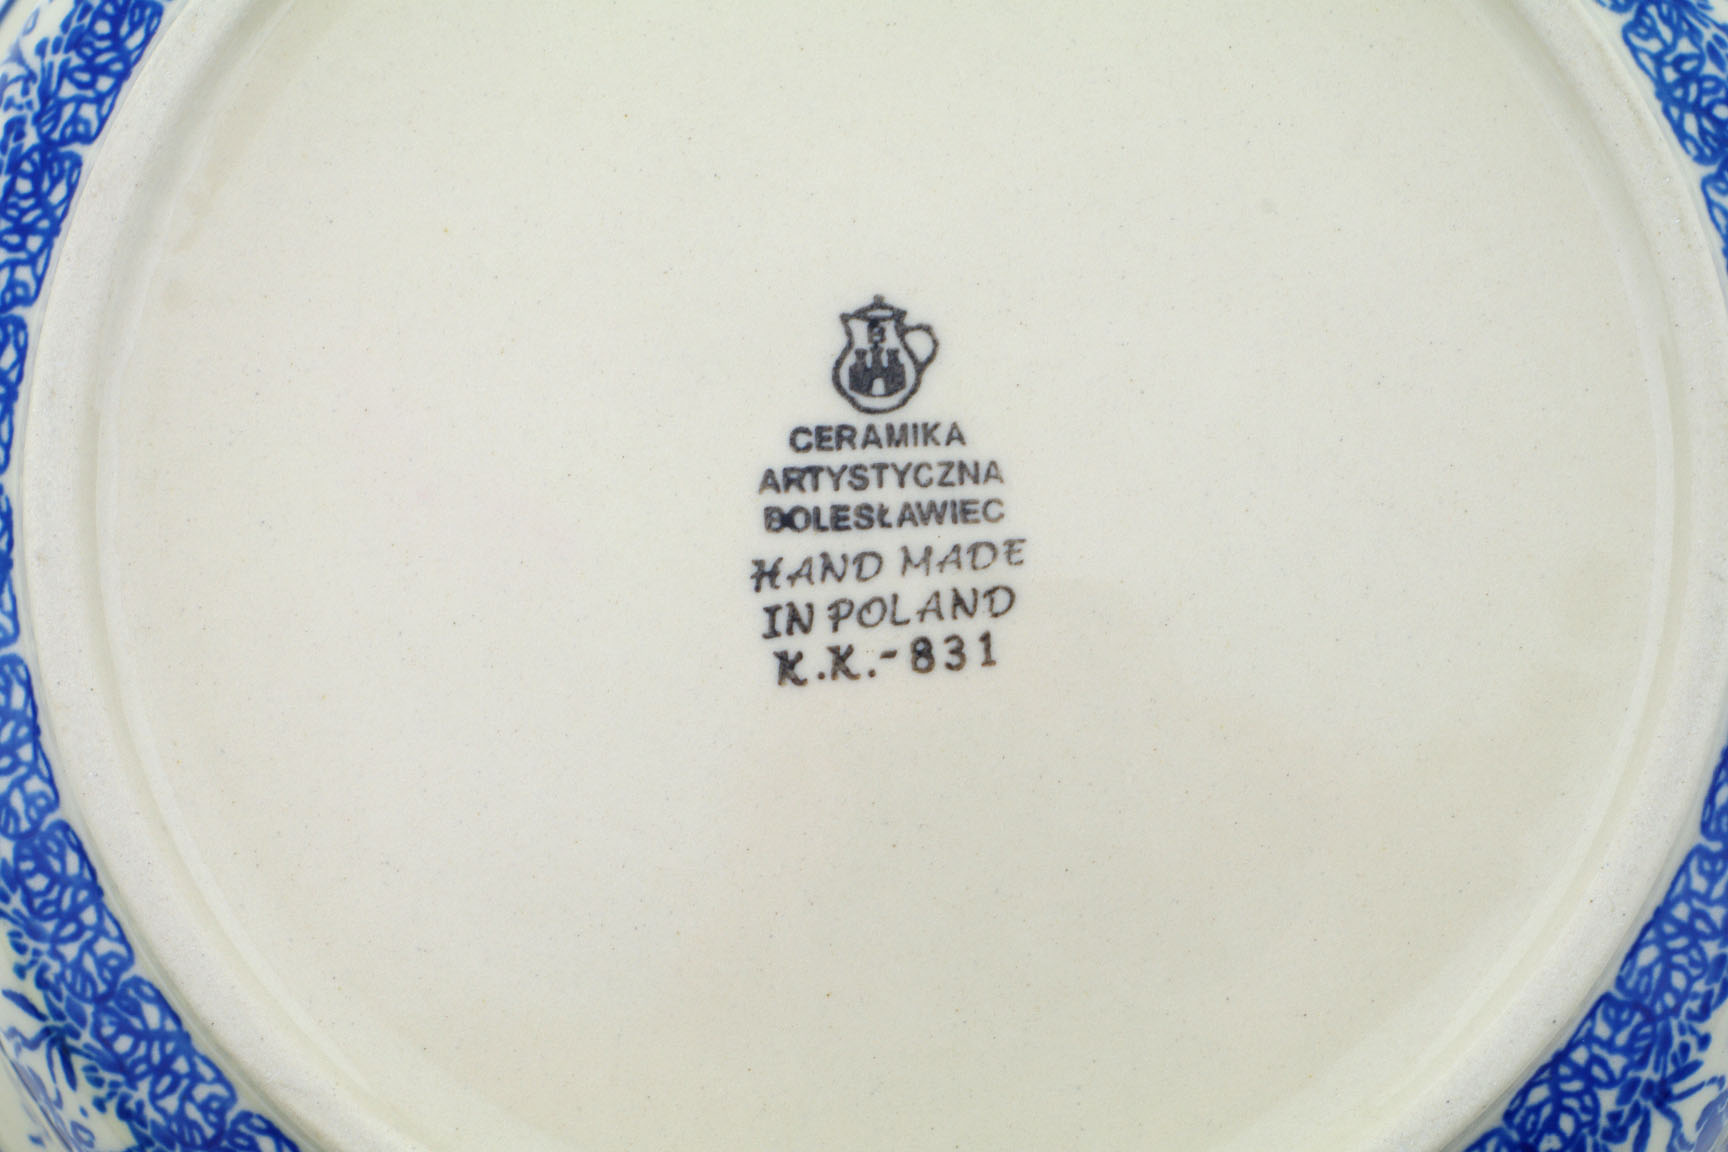 CERAMIKA
ARTYSTYCZNA
BOLESŁAWIEC
HAND MADE
IN POLAND
K.K.-831